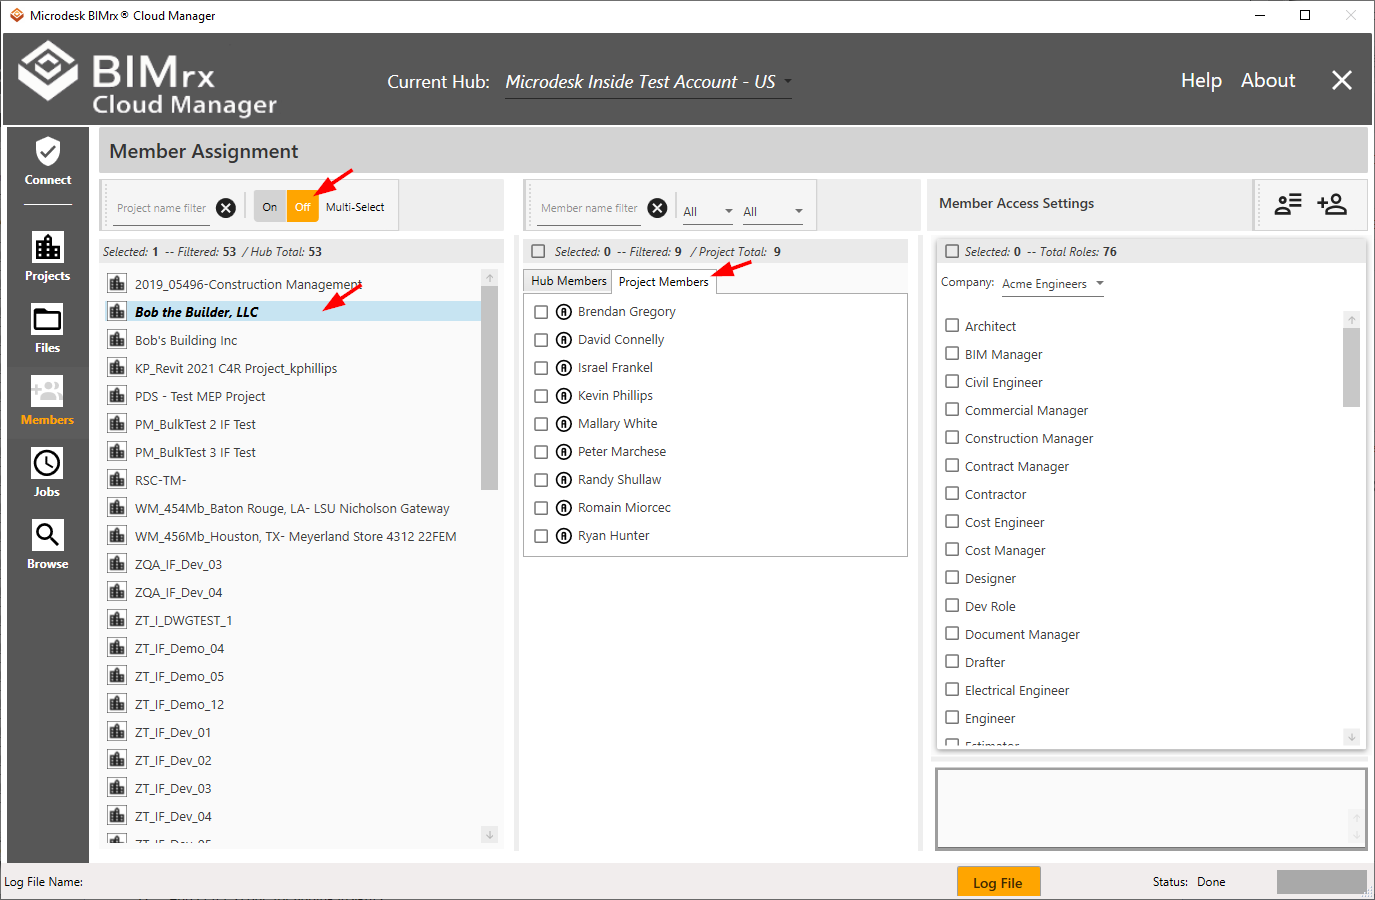 Microdesk BIMrx® Cloud Manager
BIMrx
Cloud Manager
Current Hub: Microdesk Inside Test Account - US
Help About
Connect
Projects
Files
Members
Jobs
Browse
Member Assignment
Project name filter
On Off Multi-Select
Selected: 1 -- Filtered: 53 / Hub Total: 53
2019_05496-Construction Management
Bob the Builder, LLC
Bob's Building Inc
KP_Revit 2021 C4R Project_kphillips
PDS - Test MEP Project
PM_BulkTest 2 IF Test
PM_BulkTest 3 IF Test
RSC-TM-
WM_454Mb_Baton Rouge, LA- LSU Nicholson Gateway
WM_456Mb_Houston, TX- Meyerland Store 4312 22FEM
ZQA_IF_Dev_03
ZQA_IF_Dev_04
ZT_I_DWGTEST_1
ZT_IF_Demo_04
ZT_IF_Demo_05
ZT_IF_Demo_12
ZT_IF_Dev_01
ZT_IF_Dev_02
ZT_IF_Dev_03
ZT_IF_Dev_04
Member name filter
All All
Selected: 0 -- Filtered: 9 / Project Total: 9
Hub Members Project Members
Brendan Gregory
David Connelly
Israel Frankel
Kevin Phillips
Mallary White
Peter Marchese
Randy Shullaw
Romain Miorcec
Ryan Hunter
Member Access Settings
Selected: 0 -- Total Roles: 76
Company: Acme Engineers
Architect
BIM Manager
Civil Engineer
Commercial Manager
Construction Manager
Contract Manager
Contractor
Cost Engineer
Cost Manager
Designer
Dev Role
Document Manager
Drafter
Electrical Engineer
Engineer
Estimator
Log File Name:
Log File
Status: Done